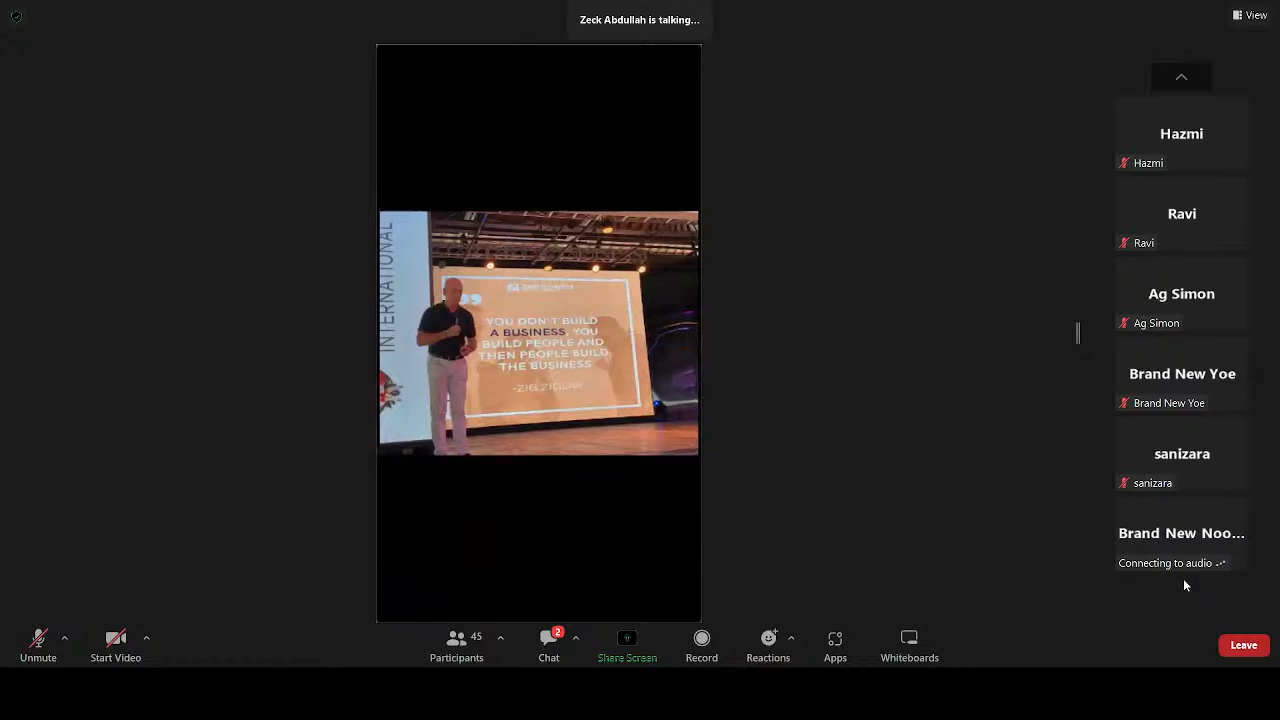 Zeck Abdullah is talking...
View
INTERNATIONAL
YOU DON'T BUILD
A BUSINESS, YOU
BUILD PEOPLE AND
THEN PEOPLE BUILD
THE BUSINESS
-ZIG ZIGLAR
Hazmi
Hazmi
Ravi
Ravi
Ag Simon
Ag Simon
Brand New Yoe
Brand New Yoe
sanizara
sanizara
Brand New Noo...
Connecting to audio
Unmute
Start Video
45
Participants
2
Chat
Share Screen
Record
Reactions
Apps
Whiteboards
Leave